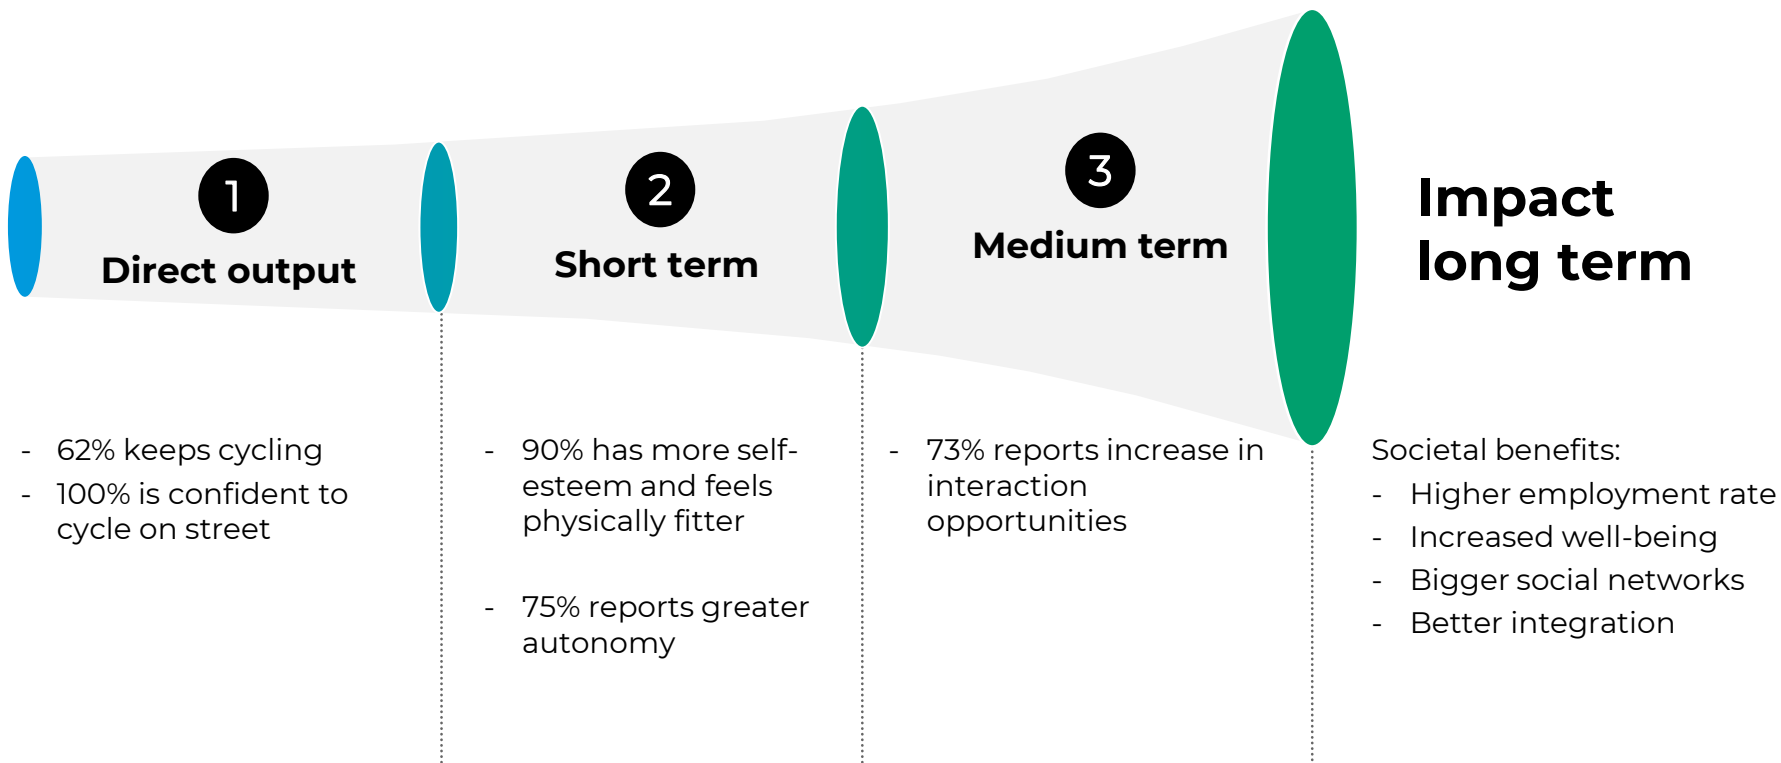 1
Direct output
2
Short term
3
Medium term
Impact
long term
- 62% keeps cycling
- 100% is confident to
cycle on street
- 90% has more self-
esteem and feels
physically fitter
- 75% reports greater
autonomy
- 73% reports increase in
interaction
opportunities
Societal benefits:
- Higher employment rate
- Increased well-being
- Bigger social networks
- Better integration